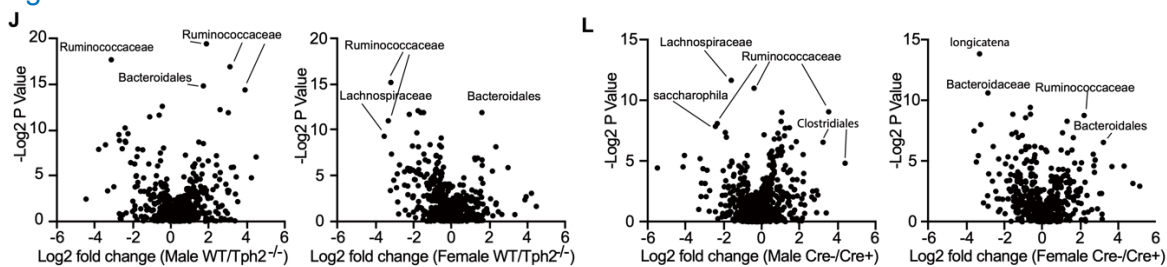 J
L
20
15
10
5
0
-Log2 P Value
Ruminococcaceae
Ruminococcaceae
Bacteroidales
-6 -4 -2 0 2 4 6
Log2 fold change (Male WT/Tph2-/-)
20
15
10
5
0
-Log2 P Value
Ruminococcaceae
Lachnospiraceae
Bacteroidales
-6 -4 -2 0 2 4 6
Log2 fold change (Female WT/Tph2-/-)
15
10
5
0
-Log2 P Value
Lachnospiraceae
Ruminococcaceae
saccharophila
Clostridiales
-6 -4 -2 0 2 4 6
Log2 fold change (Male Cre-/Cre+)
15
10
5
0
-Log2 P Value
longicatena
Bacteroidaceae
Ruminococcaceae
Bacteroidales
-6 -4 -2 0 2 4 6
Log2 fold change (Female Cre-/Cre+)